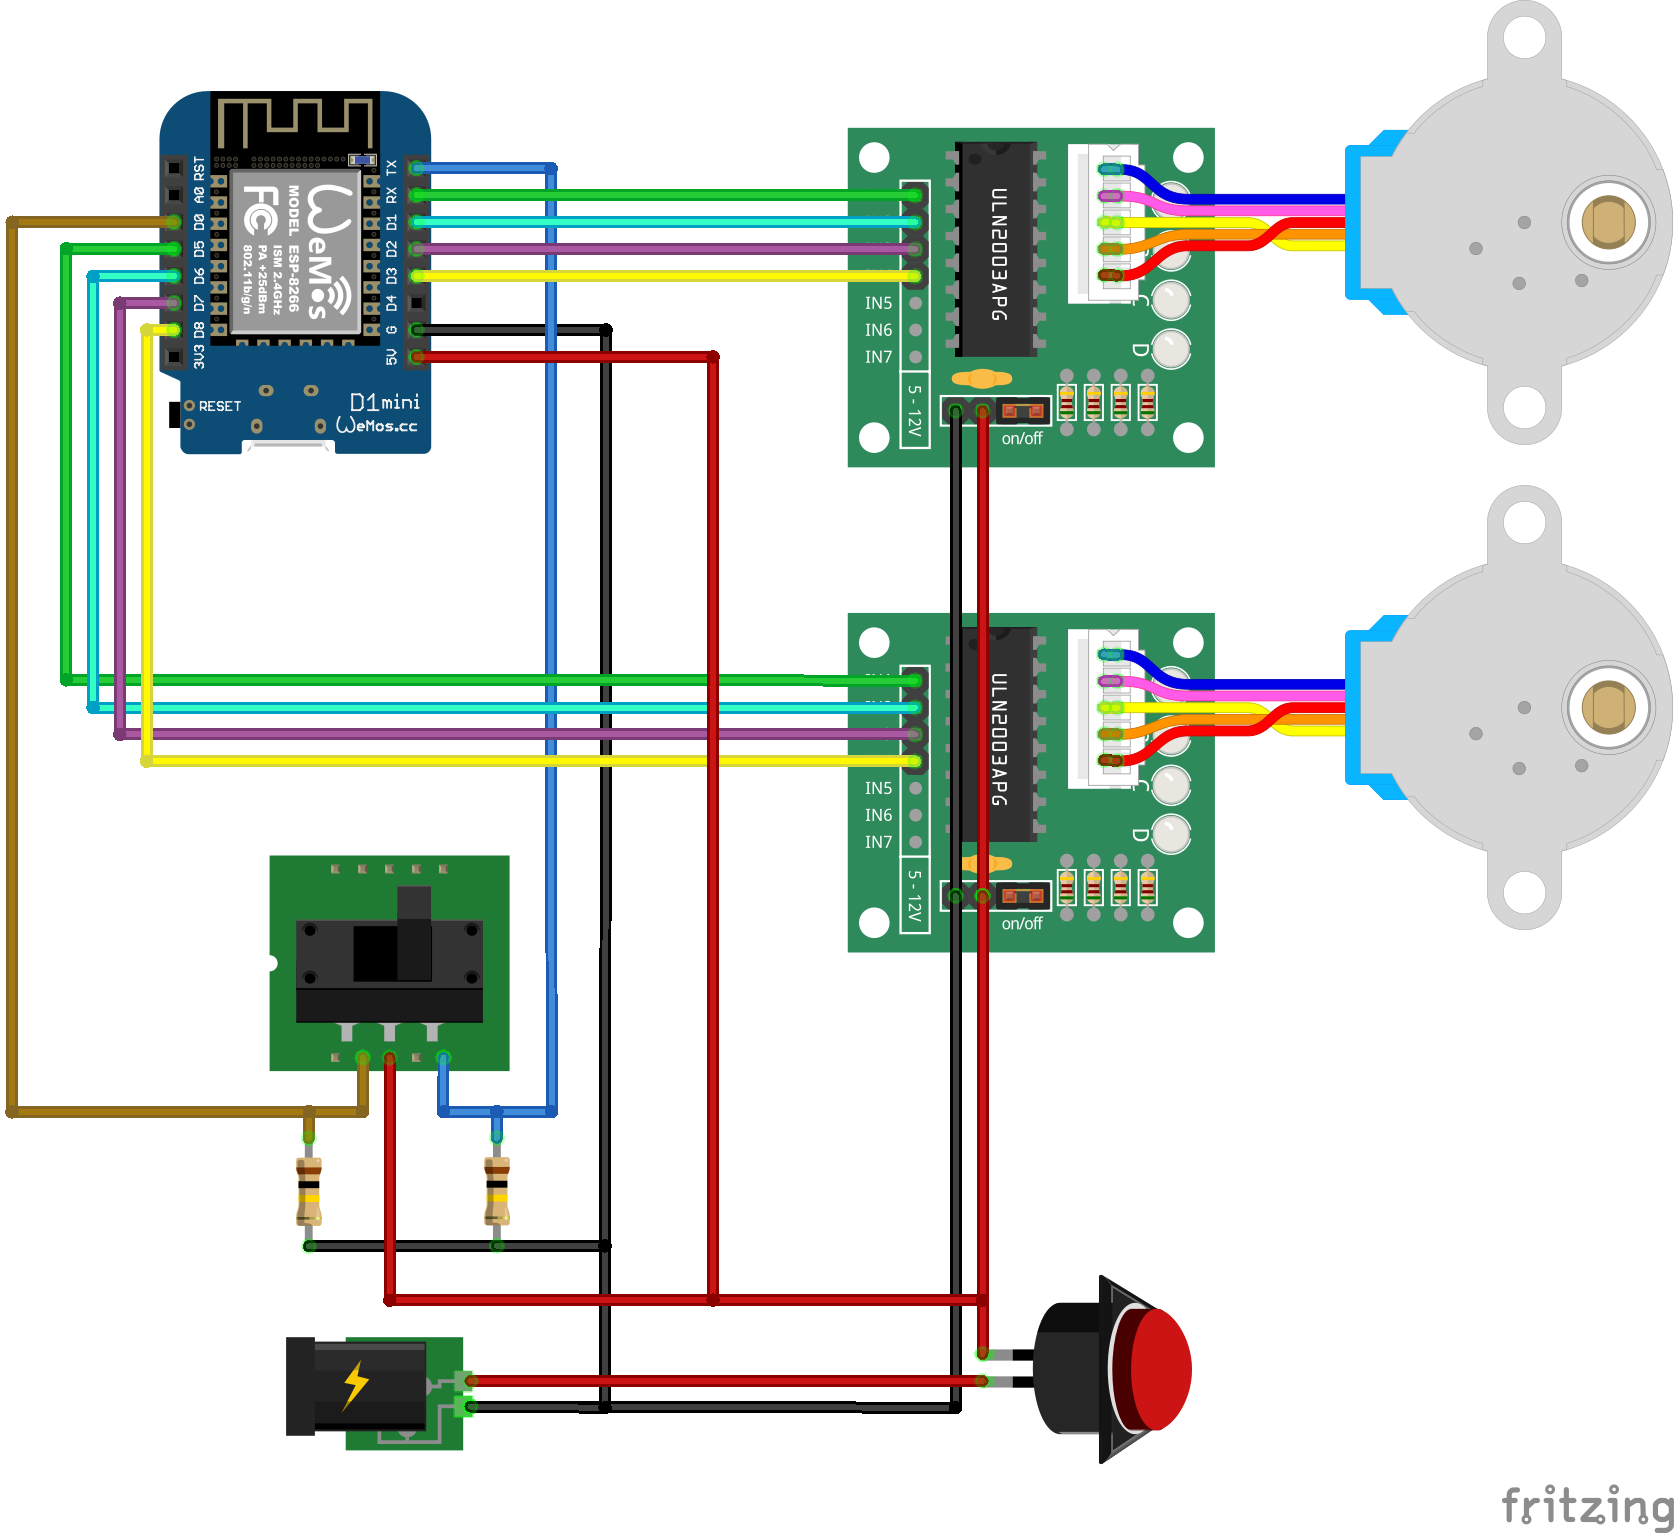 RST
A0
D0
D5
D6
D7
D8
3V3
TX
RX
D1
D2
D3
D4
G
5V
WeMos
MODEL ESP-8266
ISM 2.4GHz
PA +25dBm
802.11b/g/n
FC
RESET
D1mini
WeMos.cc
ULN2003APG
IN5
IN6
IN7
5 - 12V
on/off
C
D
ULN2003APG
IN5
IN6
IN7
5 - 12V
on/off
C
D
fritzing